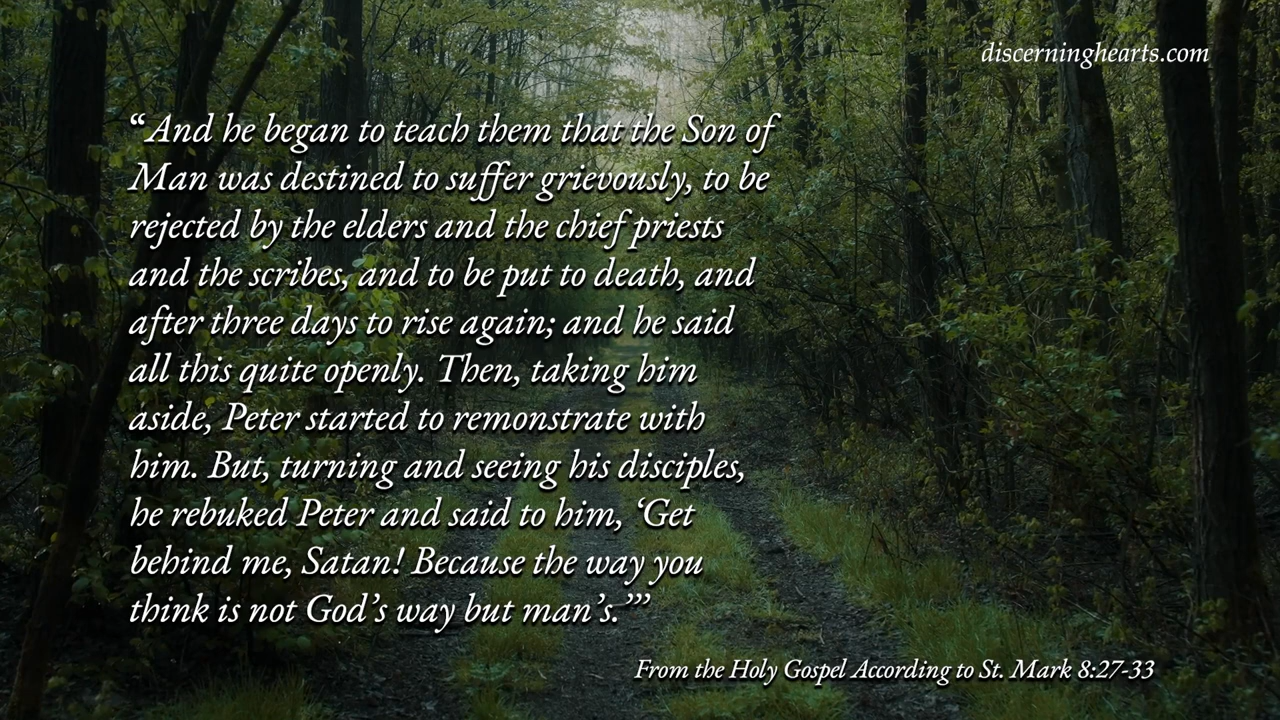 discerninghearts.com
“And he began to teach them that the Son of
Man was destined to suffer grievously, to be
rejected by the elders and the chief priests
and the scribes, and to be put to death, and
after three days to rise again; and he said
all this quite openly. Then, taking him
aside, Peter started to remonstrate with
him. But, turning and seeing his disciples,
he rebuked Peter and said to him, ‘Get
behind me, Satan! Because the way you
think is not God’s way but man’s.”’”
From the Holy Gospel According to St. Mark 8:27-33